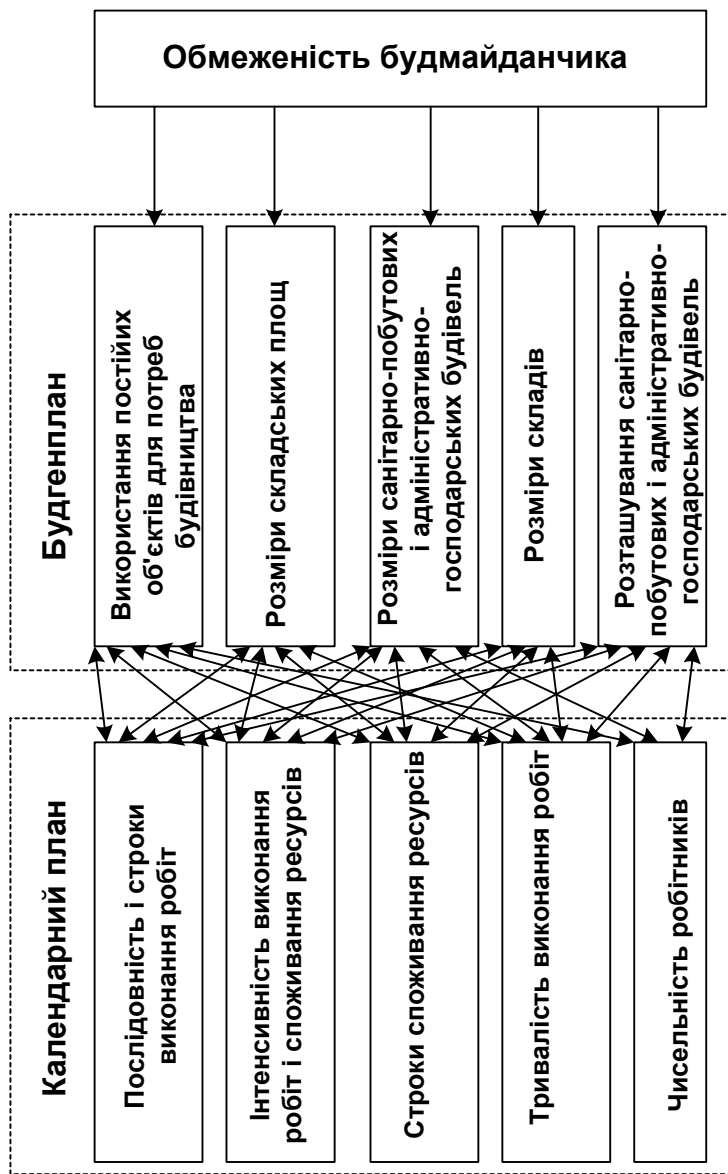 Обмеженість будмайданчика
Будгенплан
Використання постійих
об'єктів для потреб
будівництва
Розміри складських площ
Розміри санітарно-побутових
і адміністративно-
господарських будівель
Розміри складів
Розташування санітарно-
побутових і адміністративно-
господарських будівель
Календарний план
Послідовність і строки
виконання робіт
Інтенсивність виконання
робіт і споживання ресурсів
Строки споживання ресурсів
Тривалість виконання робіт
Чисельність робітників